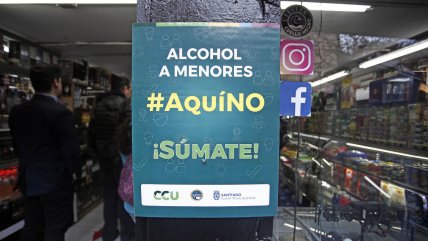 ALCOHOL
A MENORES
#AquíNO
¡SÚMATE!
CCU
SANTIAGO